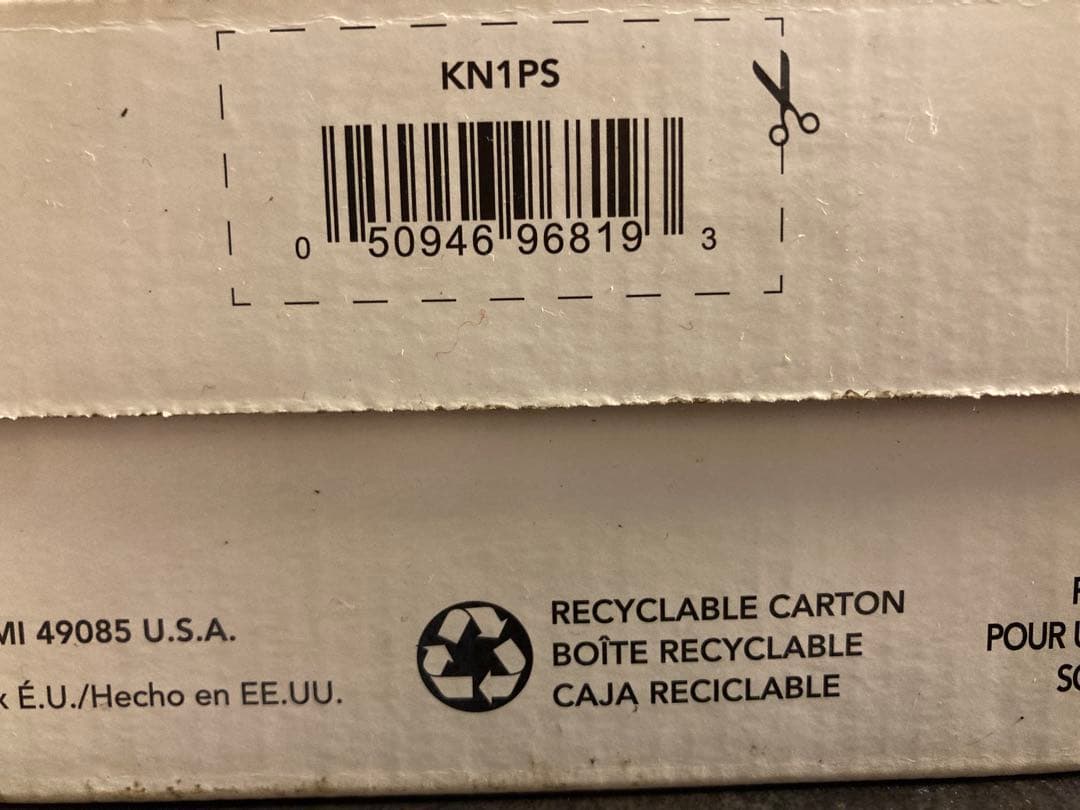 KN1PS
0 50946 96819 3
MI 49085 U.S.A.
É.U./Hecho en EE.UU.
RECYCLABLE CARTON
BOÎTE RECYCLABLE
CAJA RECICLABLE
POUR